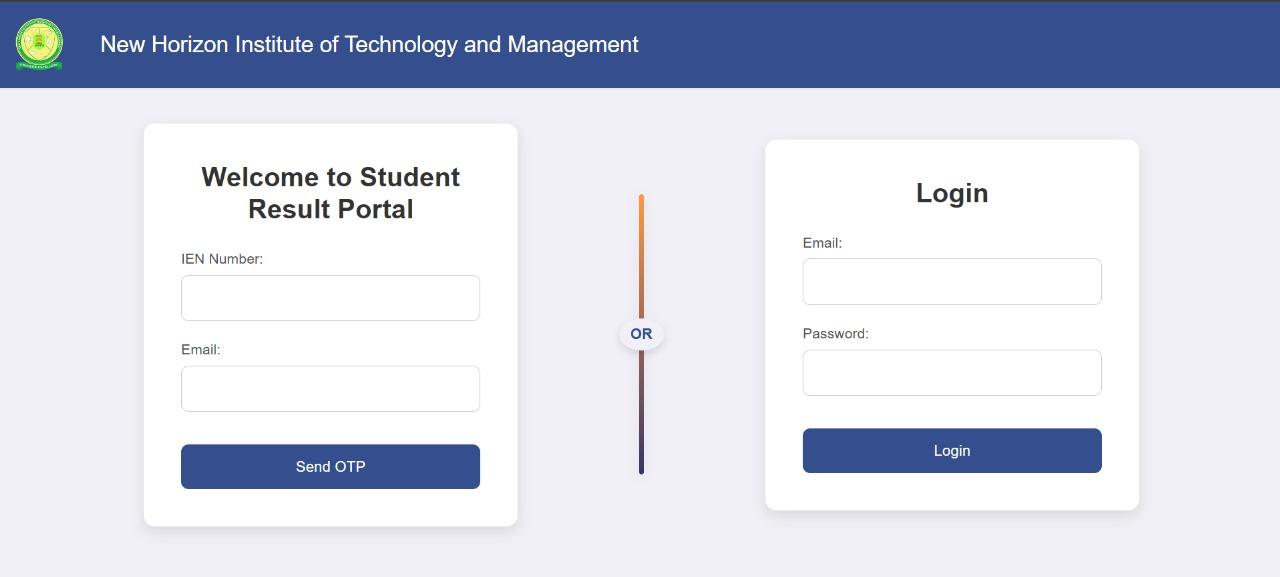 New Horizon Institute of Technology and Management
Welcome to Student
Result Portal
IEN Number:
Email:
Send OTP
OR
Login
Email:
Password:
Login